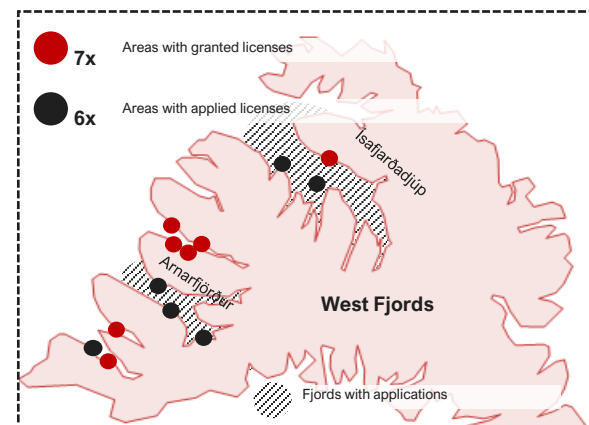 7x Areas with granted licenses
6x Areas with applied licenses
Ísafjarðadjúp
Arnarfjörður
West Fjords
Fjords with applications